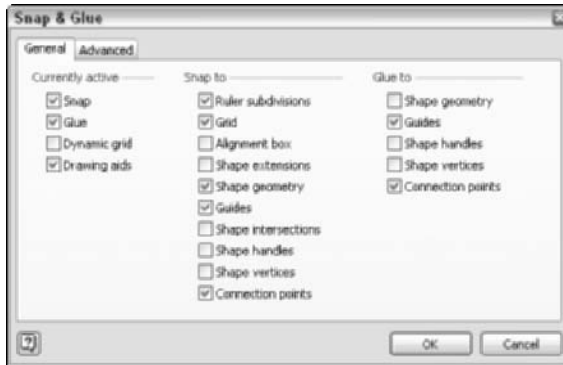 Snap & Glue
General Advanced
Currently active
Snap
Glue
Dynamic grid
Drawing aids
Snap to
Ruler subdivisions
Grid
Alignment box
Shape extensions
Shape geometry
Guides
Shape intersections
Shape handles
Shape vertices
Connection points
Glue to
Shape geometry
Guides
Shape handles
Shape vertices
Connection points
?
OK Cancel